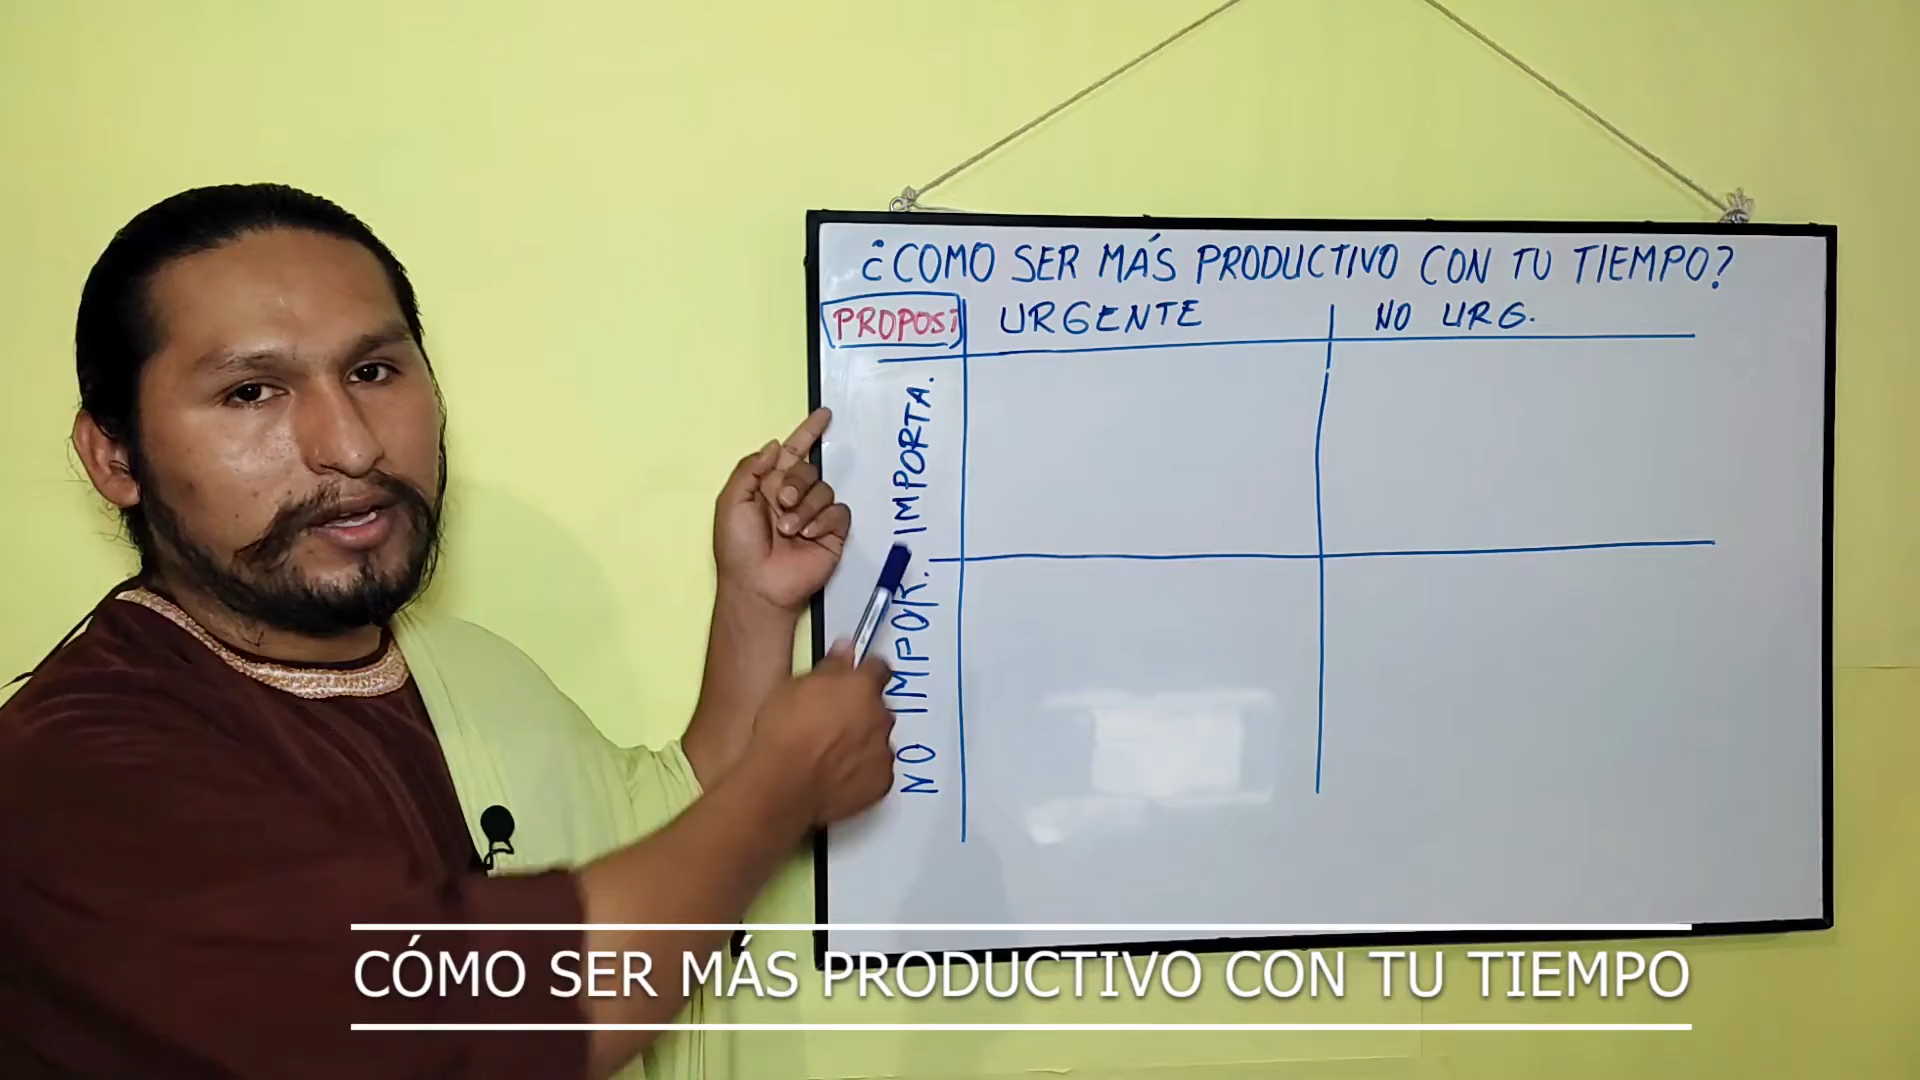 ¿COMO SER MÁS PRODUCTIVO CON TU TIEMPO?
PROPOSI URGENTE NO URG.
IMPORTA.
NO IMPOR.
CÓMO SER MÁS PRODUCTIVO CON TU TIEMPO